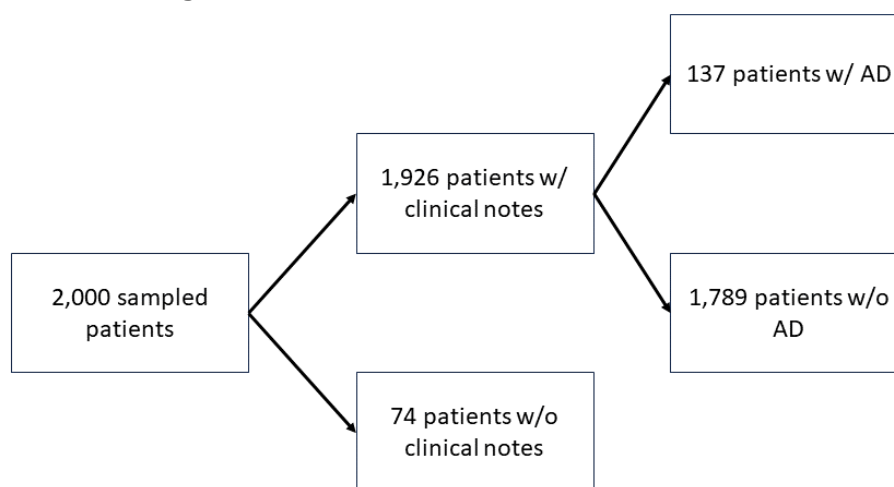 2,000 sampled
patients
1,926 patients w/
clinical notes
74 patients w/o
clinical notes
137 patients w/ AD
1,789 patients w/o
AD